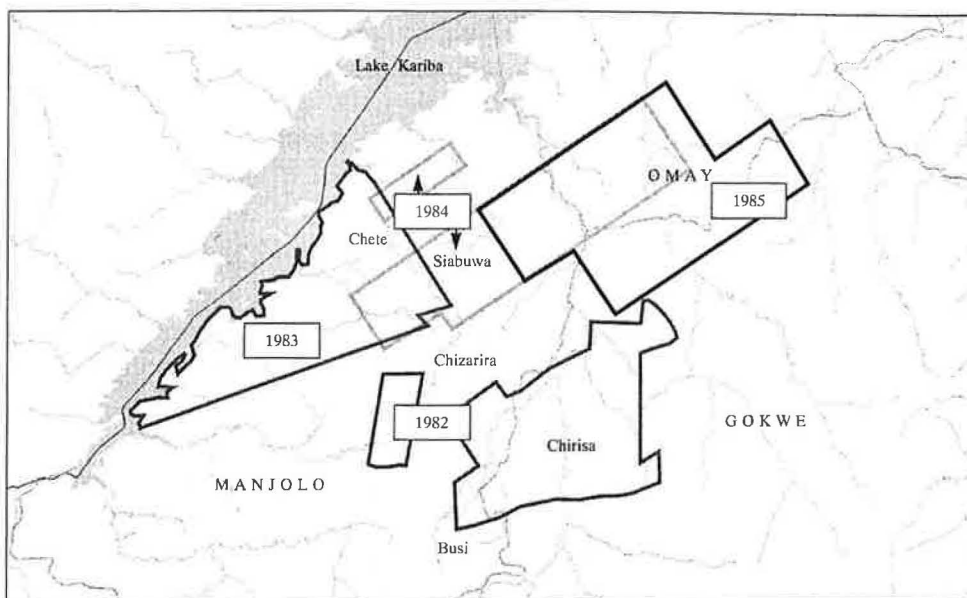 Lake Kariba
OMAY
1984
1985
Chete
Siabuwa
1983
Chizarira
1982
GOKWE
Chirisa
MANJOLO
Busi